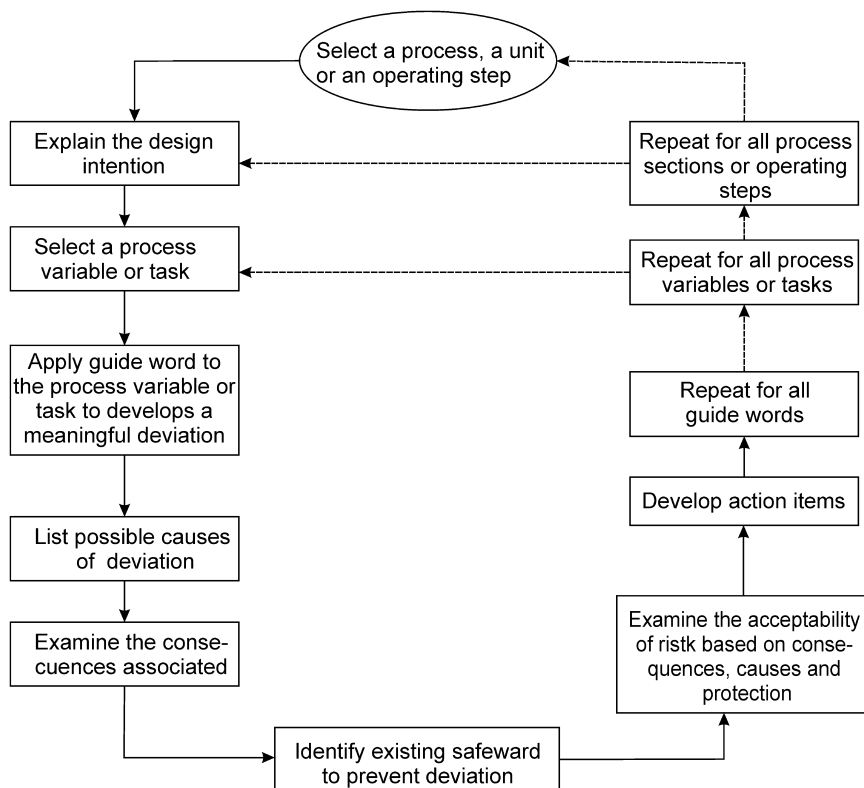 Select a process, a unit
or an operating step
Explain the design
intention
Select a process
variable or task
Apply guide word to
the process variable or
task to develops a
meaningful deviation
List possible causes
of deviation
Examine the conse-
cuences associated
Identify existing safeward
to prevent deviation
Examine the acceptability
of ristk based on conse-
quences, causes and
protection
Develop action items
Repeat for all
guide words
Repeat for all process
variables or tasks
Repeat for all process
sections or operating
steps